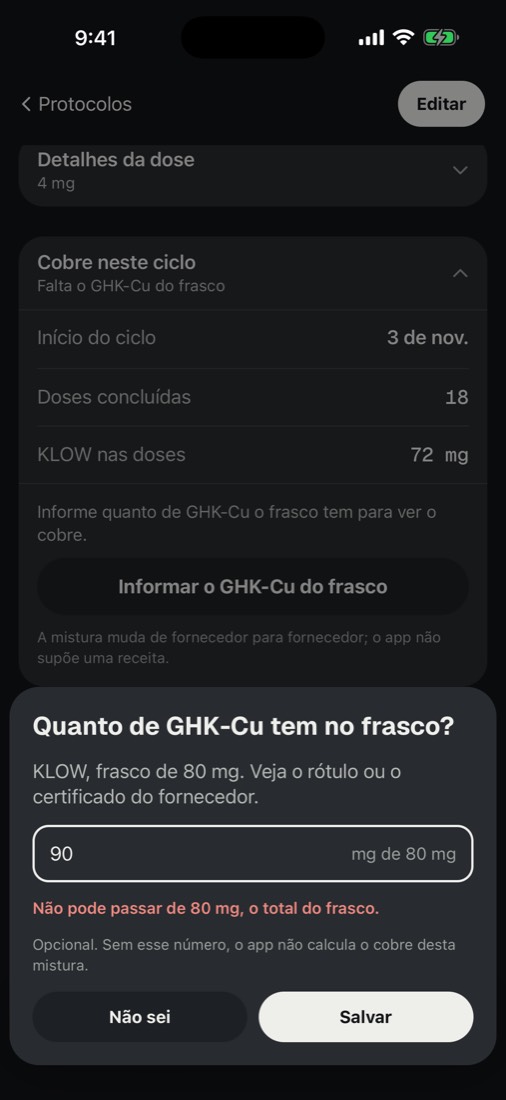 9:41
Protocolos
Editar
Detalhes da dose
4 mg
Cobre neste ciclo
Falta o GHK-Cu do frasco
Início do ciclo
3 de nov.
Doses concluídas
18
KLOW nas doses
72 mg
Informe quanto de GHK-Cu o frasco tem para ver o
cobre.
Informar o GHK-Cu do frasco
A mistura muda de fornecedor para fornecedor; o app não
supõe uma receita.
Quanto de GHK-Cu tem no frasco?
KLOW, frasco de 80 mg. Veja o rótulo ou o
certificado do fornecedor.
90
mg de 80 mg
Não pode passar de 80 mg, o total do frasco.
Opcional. Sem esse número, o app não calcula o cobre desta
mistura.
Não sei
Salvar